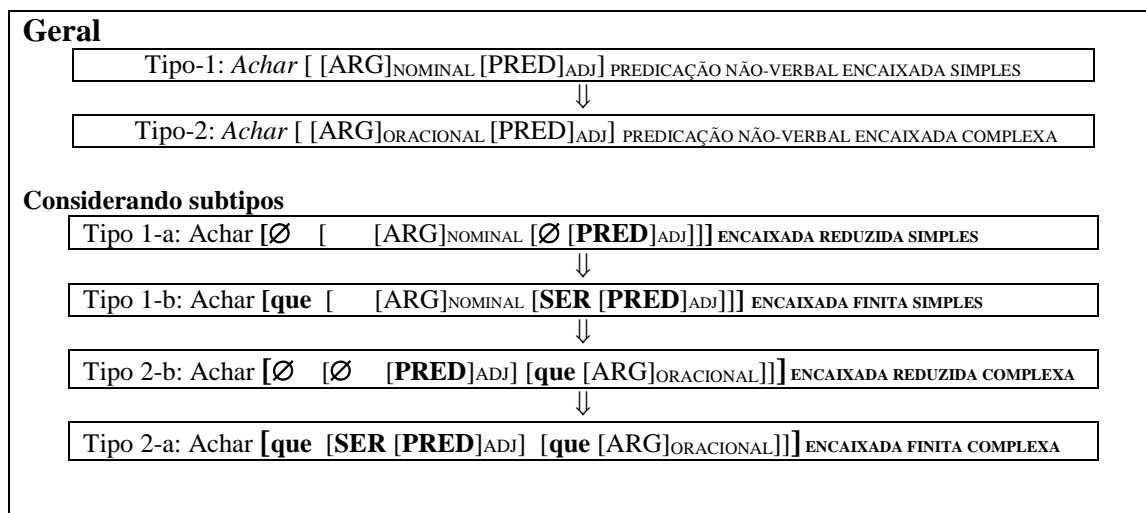 Geral
Tipo-1: Achar [ [ARG]NOMINAL [PRED]ADJ] PREDICAÇÃO NÃO-VERBAL ENCAIXADA SIMPLES
⇓
Tipo-2: Achar [ [ARG]ORACIONAL [PRED]ADJ] PREDICAÇÃO NÃO-VERBAL ENCAIXADA COMPLEXA
Considerando subtipos
Tipo 1-a: Achar [∅ [ [ARG]NOMINAL [∅ [PRED]ADJ]]] ENCAIXADA REDUZIDA SIMPLES
⇓
Tipo 1-b: Achar [que [ [ARG]NOMINAL [SER [PRED]ADJ]]] ENCAIXADA FINITA SIMPLES
⇓
Tipo 2-b: Achar [∅ [∅ [PRED]ADJ] [que [ARG]ORACIONAL]]] ENCAIXADA REDUZIDA COMPLEXA
⇓
Tipo 2-a: Achar [que [SER [PRED]ADJ] [que [ARG]ORACIONAL]]] ENCAIXADA FINITA COMPLEXA